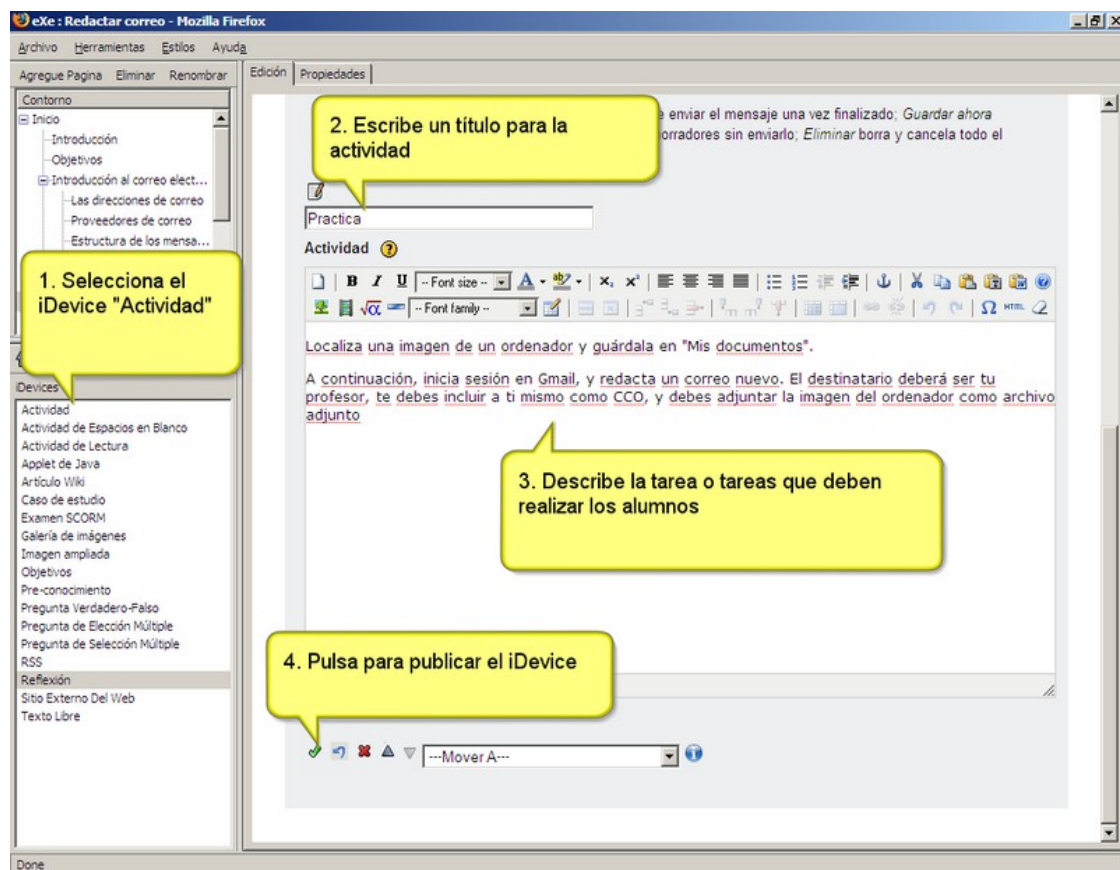 eXe : Redactar correo - Mozilla Firefox
Archivo Herramientas Estilos Ayuda
Agregue Pagina Eliminar Renombrar
Edición Propiedades
Contorno
Inicio
Introducción
Objetivos
Introducción al correo elect...
Las direcciones de correo
Proveedores de correo
Estructura de los mensa...
1. Selecciona el
iDevice "Actividad"
iDevices
Actividad
Actividad de Espacios en Blanco
Actividad de Lectura
Applet de Java
Artículo Wiki
Caso de estudio
Examen SCORM
Galería de imágenes
Imagen ampliada
Objetivos
Pre-conocimiento
Pregunta Verdadero-Falso
Pregunta de Elección Múltiple
Pregunta de Selección Múltiple
RSS
Reflexión
Sitio Externo Del Web
Texto Libre
2. Escribe un título para la
actividad
enviar el mensaje una vez finalizado; Guardar ahora
borradores sin enviarlo; Eliminar borra y cancela todo el
Practica
Actividad
B I U -- Font size -- A ab x, x²
-- Font family -- Ω HTML
Localiza una imagen de un ordenador y guárdala en "Mis documentos".
A continuación, inicia sesión en Gmail, y redacta un correo nuevo. El destinatario deberá ser tu
profesor, te debes incluir a ti mismo como CCO, y debes adjuntar la imagen del ordenador como archivo
adjunto
3. Describe la tarea o tareas que deben
realizar los alumnos
4. Pulsa para publicar el iDevice
---Mover A---
Done